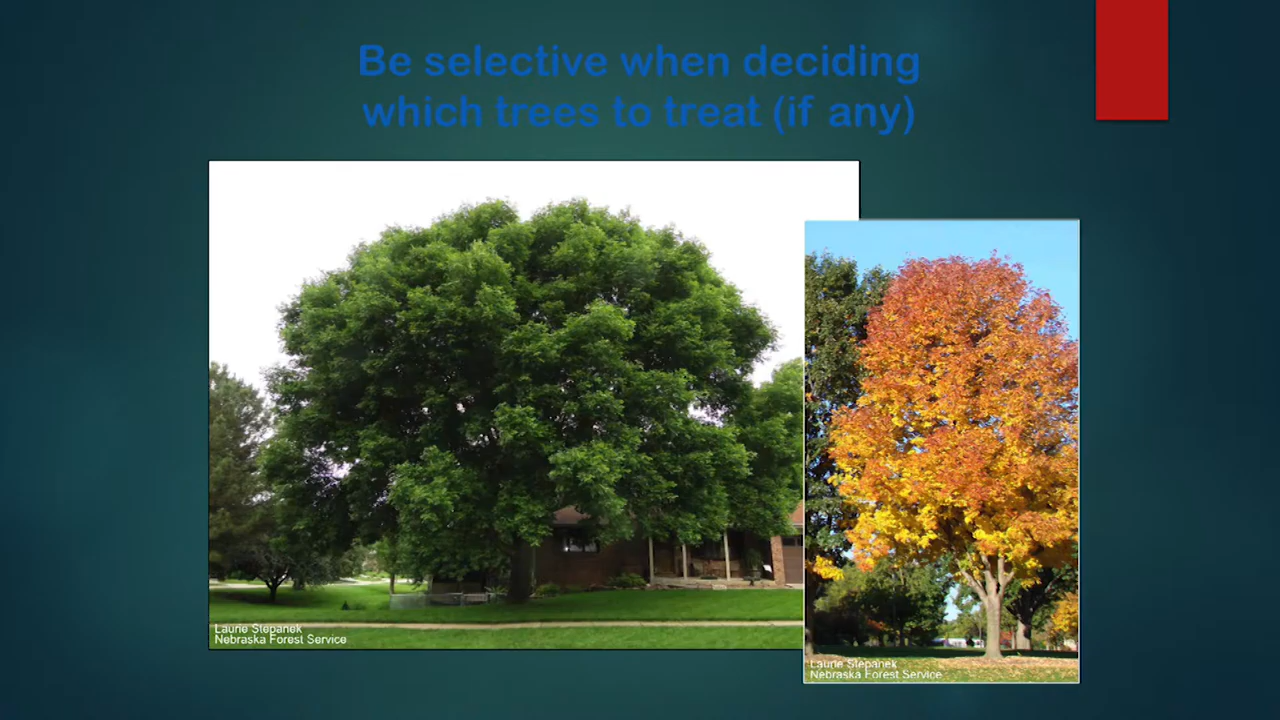 Be selective when deciding
which trees to treat (if any)
Laurie Stepanek
Nebraska Forest Service
Laurie Stepanek
Nebraska Forest Service